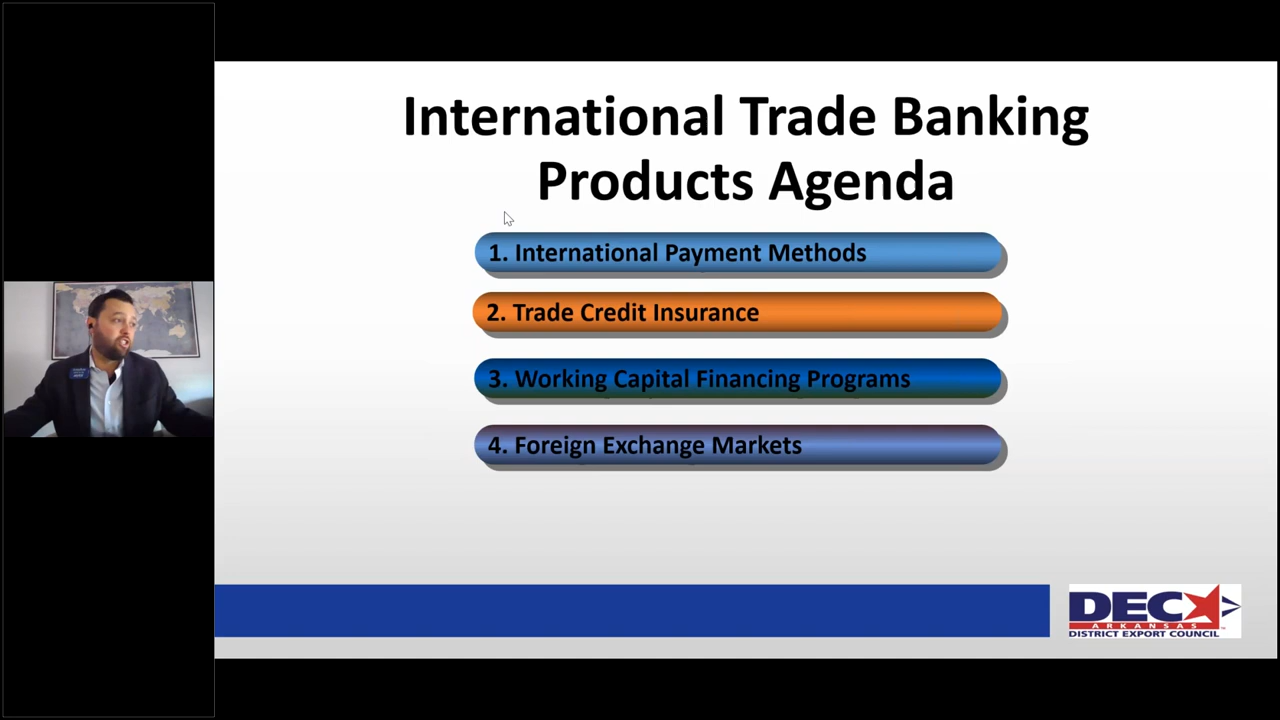 International Trade Banking
Products Agenda
1. International Payment Methods
2. Trade Credit Insurance
3. Working Capital Financing Programs
4. Foreign Exchange Markets
DEC
ARKANSAS
DISTRICT EXPORT COUNCIL